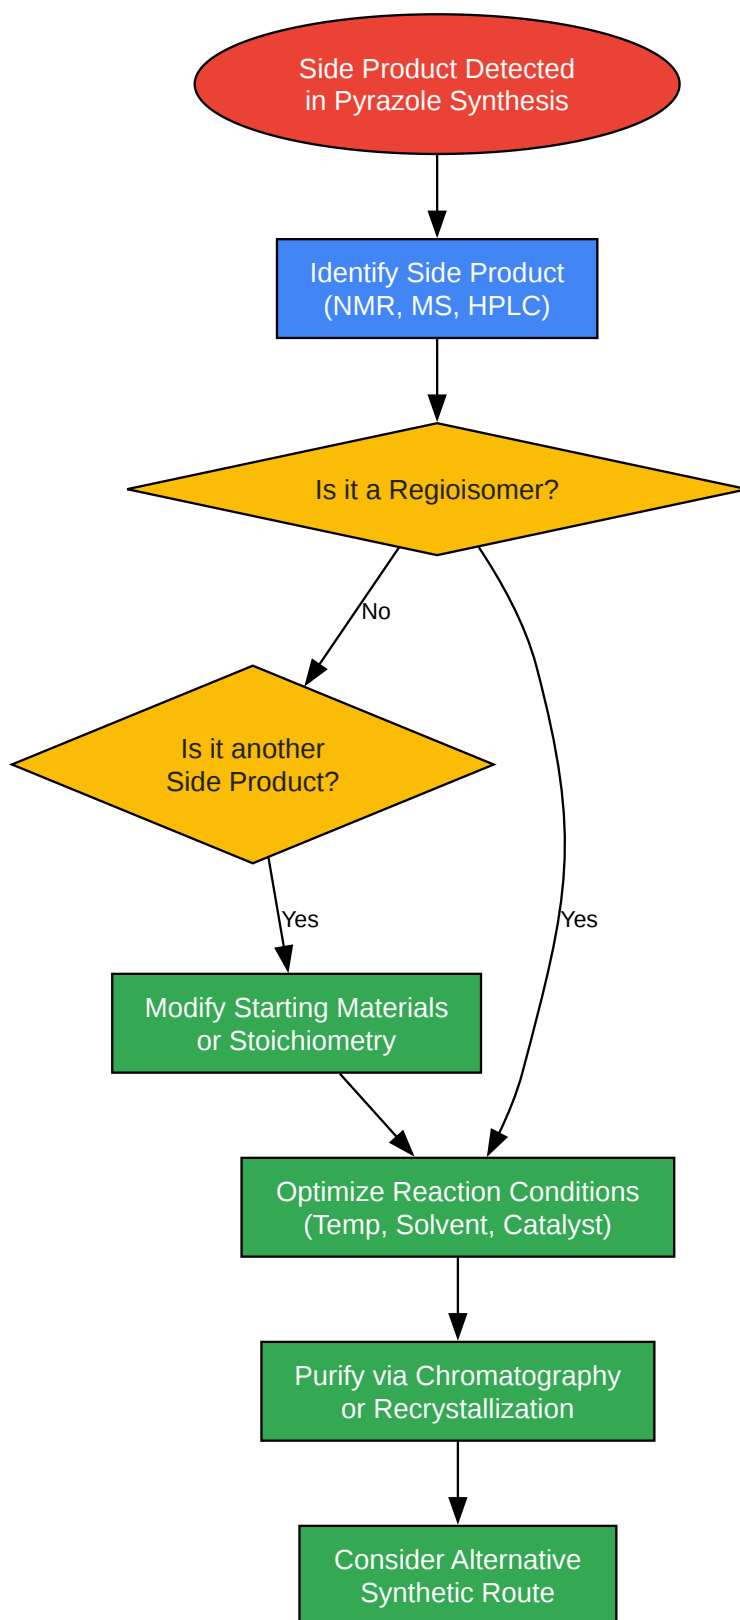 Side Product Detected
in Pyrazole Synthesis
Identify Side Product
(NMR, MS, HPLC)
Is it a Regioisomer?
No
Is it another
Side Product?
Yes
Yes
Modify Starting Materials
or Stoichiometry
Optimize Reaction Conditions
(Temp, Solvent, Catalyst)
Purify via Chromatography
or Recrystallization
Consider Alternative
Synthetic Route